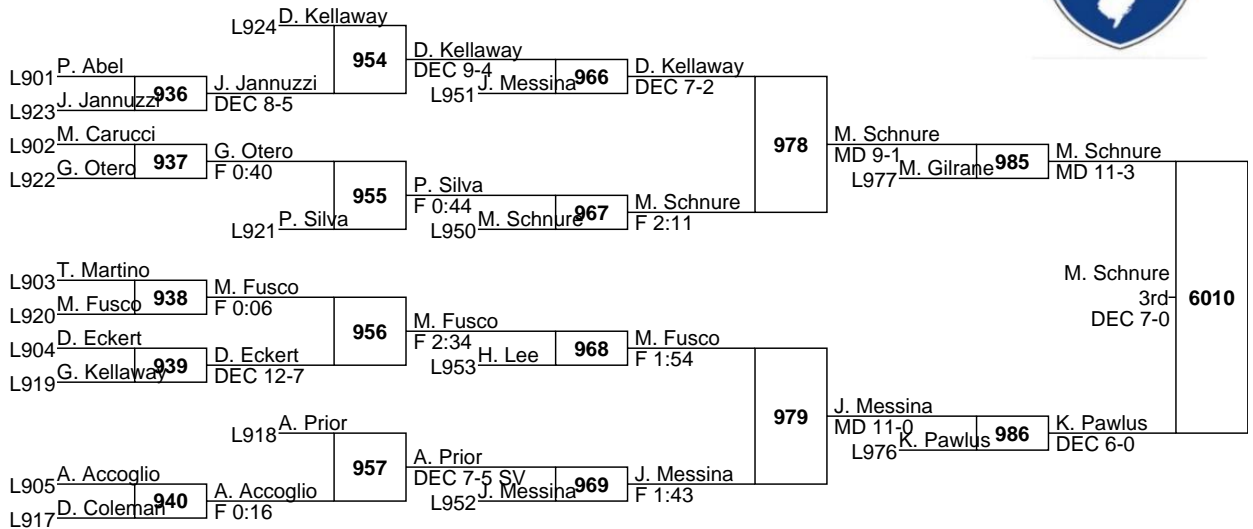 L924 D. Kellaway
954
D. Kellaway
DEC 9-4
L901 P. Abel
936
L923 J. Jannuzzi
J. Jannuzzi
DEC 8-5
L951 J. Messina
966
D. Kellaway
DEC 7-2
L902 M. Carucci
937
L922 G. Otero
G. Otero
F 0:40
955
P. Silva
F 0:44
L921 P. Silva
L950 M. Schnure
967
M. Schnure
F 2:11
978
M. Schnure
MD 9-1
L977 M. Gilrane
985
M. Schnure
MD 11-3
L903 T. Martino
938
L920 M. Fusco
M. Fusco
F 0:06
956
M. Fusco
F 2:34
L904 D. Eckert
939
L919 G. Kellaway
D. Eckert
DEC 12-7
L953 H. Lee
968
M. Fusco
F 1:54
L918 A. Prior
957
A. Prior
DEC 7-5 SV
L905 A. Accoglio
940
L917 D. Coleman
A. Accoglio
F 0:16
L952 J. Messina
969
J. Messina
F 1:43
979
J. Messina
MD 11-0
L976 K. Pawlus
986
K. Pawlus
DEC 6-0
M. Schnure
3rd
DEC 7-0
6010